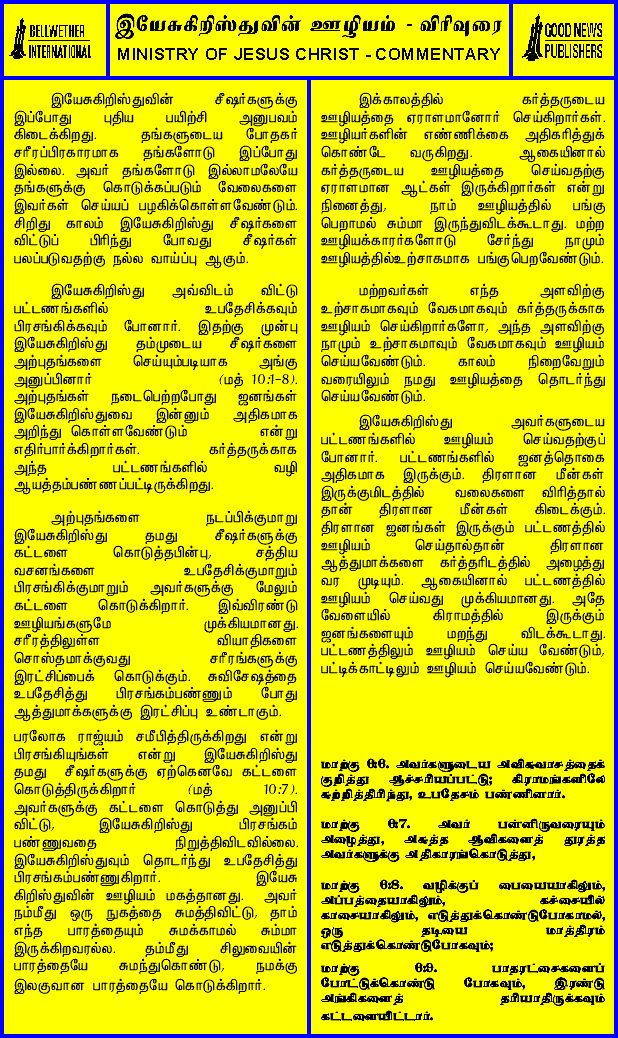 BELLWETHER
INTERNATIONAL
இயேசுகிறிஸ்துவின் ஊழியம் - விரிவுரை
MINISTRY OF JESUS CHRIST - COMMENTARY
GOOD NEWS
PUBLISHERS
இயேசுகிறிஸ்துவின் சீஷர்களுக்கு
இப்போது புதிய பயிற்சி அனுபவம்
கிடைக்கிறது. தங்களுடைய போதகர்
சரீரப்பிரகாரமாக தங்களோடு இப்போது
இல்லை. அவர் தங்களோடு இல்லாமலேயே
தங்களுக்கு கொடுக்கப்படும் வேலைகளை
இவர்கள் செய்யப் பழகிக்கொள்ளவேண்டும்.
சிறிது காலம் இயேசுகிறிஸ்து சீஷர்களை
விட்டுப் பிரிந்து போவது சீஷர்கள்
பலப்படுவதற்கு நல்ல வாய்ப்பு ஆகும்.
இயேசுகிறிஸ்து அவ்விடம் விட்டு
பட்டணங்களில் உபதேசிக்கவும்
பிரசங்கிக்கவும் போனார். இதற்கு முன்பு
இயேசுகிறிஸ்து தம்முடைய சீஷர்களை
அற்புதங்களை செய்யும்படியாக அங்கு
அனுப்பினார் (மத் 10:1-8).
அற்புதங்கள் நடைபெற்றபோது ஜனங்கள்
இயேசுகிறிஸ்துவை இன்னும் அதிகமாக
அறிந்து கொள்ளவேண்டும் என்று
எதிர்பார்க்கிறார்கள். கர்த்தருக்காக
அந்த பட்டணங்களில் வழி
ஆயத்தம்பண்ணப்பட்டிருக்கிறது.
அற்புதங்களை நடப்பிக்குமாறு
இயேசுகிறிஸ்து தமது சீஷர்களுக்கு
கட்டளை கொடுத்தபின்பு, சத்திய
வசனங்களை உபதேசிக்குமாறும்
பிரசங்கிக்குமாறும் அவர்களுக்கு மேலும்
கட்டளை கொடுக்கிறார். இவ்விரண்டு
ஊழியங்களுமே முக்கியமானது.
சரீரத்திலுள்ள வியாதிகளை
சொஸ்தமாக்குவது சரீரங்களுக்கு
இரட்சிப்பைக் கொடுக்கும். சுவிசேஷத்தை
உபதேசித்து பிரசங்கம்பண்ணும் போது
ஆத்துமாக்களுக்கு இரட்சிப்பு உண்டாகும்.
பரலோக ராஜ்யம் சமீபித்திருக்கிறது என்று
பிரசங்கியுங்கள் என்று இயேசுகிறிஸ்து
தமது சீஷர்களுக்கு ஏற்கெனவே கட்டளை
கொடுத்திருக்கிறார் (மத் 10:7).
அவர்களுக்கு கட்டளை கொடுத்து அனுப்பி
விட்டு, இயேசுகிறிஸ்து பிரசங்கம்
பண்ணுவதை நிறுத்திவிடவில்லை.
இயேசுகிறிஸ்துவும் தொடர்ந்து உபதேசித்து
பிரசங்கம்பண்ணுகிறார். இயேசு
கிறிஸ்துவின் ஊழியம் மகத்தானது. அவர்
நம்மீது ஒரு நுகத்தை சுமத்திவிட்டு, தாம்
எந்த பாரத்தையும் சுமக்காமல் சும்மா
இருக்கிறவரல்ல. தம்மீது சிலுவையின்
பாரத்தையே சுமந்துகொண்டு, நமக்கு
இலகுவான பாரத்தையே கொடுக்கிறார்.
இக்காலத்தில் கர்த்தருடைய
ஊழியத்தை ஏராளமானோர் செய்கிறார்கள்.
ஊழியர்களின் எண்ணிக்கை அதிகரித்துக்
கொண்டே வருகிறது. ஆகையினால்
கர்த்தருடைய ஊழியத்தை செய்வதற்கு
ஏராளமான ஆட்கள் இருக்கிறார்கள் என்று
நினைத்து, நாம் ஊழியத்தில் பங்கு
பெறாமல் சும்மா இருந்துவிடக்கூடாது. மற்ற
ஊழியக்காரர்களோடு சேர்ந்து நாமும்
ஊழியத்தில்உற்சாகமாக பங்குபெறவேண்டும்.
மற்றவர்கள் எந்த அளவிற்கு
உற்சாகமாகவும் வேகமாகவும் கர்த்தருக்காக
ஊழியம் செய்கிறார்களோ, அந்த அளவிற்கு
நாமும் உற்சாகமாவும் வேகமாகவும் ஊழியம்
செய்யவேண்டும். காலம் நிறைவேறும்
வரையிலும் நமது ஊழியத்தை தொடர்ந்து
செய்யவேண்டும்.
இயேசுகிறிஸ்து அவர்களுடைய
பட்டணங்களில் ஊழியம் செய்வதற்குப்
போனார். பட்டணங்களில் ஜனத்தொகை
அதிகமாக இருக்கும். திரளான மீன்கள்
இருக்குமிடத்தில் வலைகளை விரித்தால்
தான் திரளான மீன்கள் கிடைக்கும்.
திரளான ஜனங்கள் இருக்கும் பட்டணத்தில்
ஊழியம் செய்தால்தான் திரளான
ஆத்துமாக்களை கர்த்தரிடத்தில் அழைத்து
வர முடியும். ஆகையினால் பட்டணத்தில்
ஊழியம் செய்வது முக்கியமானது. அதே
வேளையில் கிராமத்தில் இருக்கும்
ஜனங்களையும் மறந்து விடக்கூடாது.
பட்டணத்திலும் ஊழியம் செய்ய வேண்டும்,
பட்டிக்காட்டிலும் ஊழியம் செய்யவேண்டும்.
மாற்கு 6:6. அவர்களுடைய அவிசுவாசத்தைக்
குறித்து ஆச்சரியப்பட்டு; கிராமங்களிலே
சுற்றித்திரிந்து, உபதேசம் பண்ணினார்.
மாற்கு 6:7. அவர் பன்னிருவரையும்
அழைத்து, அசுத்த ஆவிகளைத் துரத்த
அவர்களுக்கு அதிகாரங்கொடுத்து,
மாற்கு 6:8. வழிக்குப் பையையாகிலும்,
அப்பத்தையாகிலும், கச்சையில்
காசையாகிலும், எடுத்துக்கொண்டுபோகாமல்,
ஒரு தடியை மாத்திரம்
எடுத்துக்கொண்டுபோகவும்;
மாற்கு 6:9. பாதரட்சைகளைப்
போட்டுக்கொண்டு போகவும், இரண்டு
அங்கிகளைத் தரியாதிருக்கவும்
கட்டளையிட்டார்.